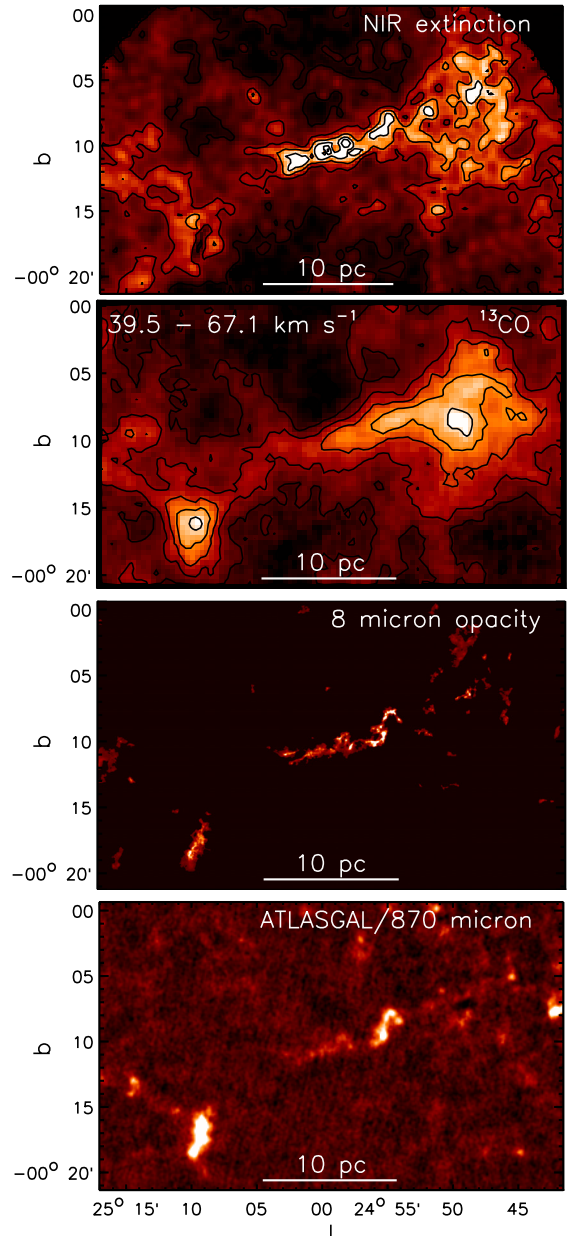 NIR extinction
00
05
10
15
−00° 20'
b
10 pc
39.5 − 67.1 km s⁻¹ ¹³CO
00
05
10
15
−00° 20'
b
10 pc
8 micron opacity
00
05
10
15
−00° 20'
b
10 pc
ATLASGAL/870 micron
00
05
10
15
−00° 20'
b
10 pc
25° 15' 10 05 00 24° 55' 50 45
l